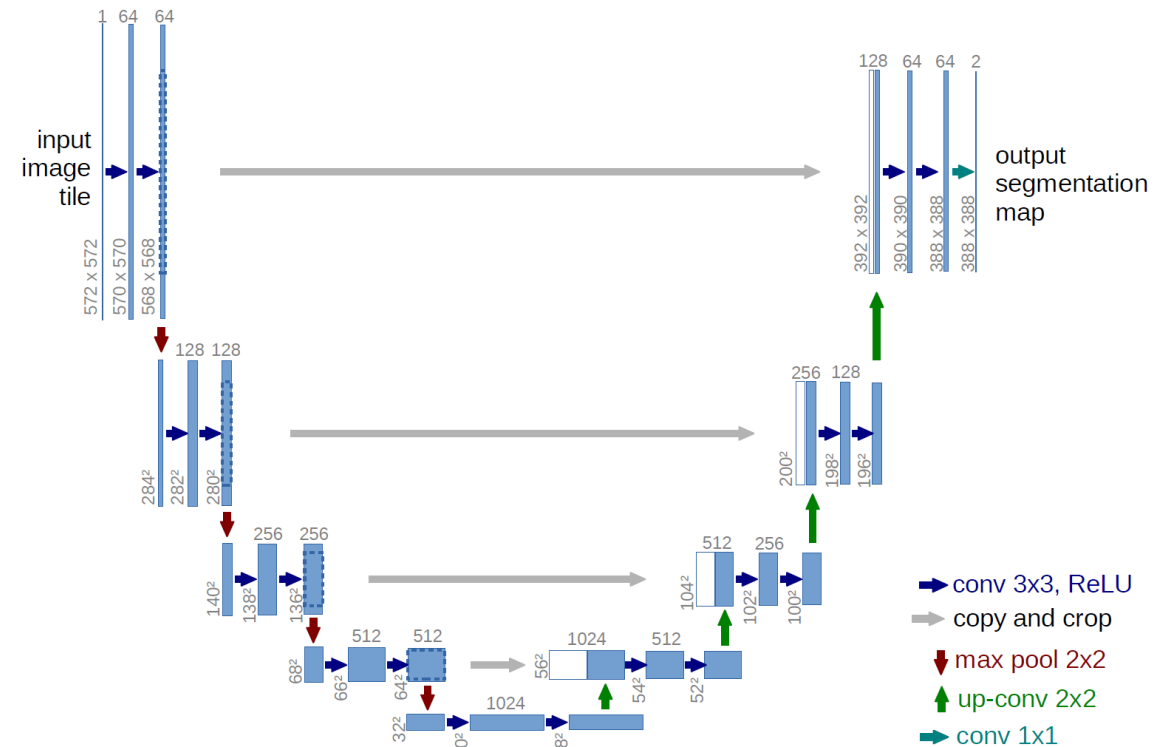 1 64 64
128 64 64 2
input
image
tile
output
segmentation
map
572 x 572
570 x 570
568 x 568
392 x 392
390 x 390
388 x 388
388 x 388
128 128
256 128
284²
282²
280²
200²
198²
196²
256 256
512 256
140²
138²
136²
104²
102²
100²
512 512
1024 512
68²
66²
64²
56²
54²
52²
1024
32²
conv 3x3, ReLU
copy and crop
max pool 2x2
up-conv 2x2
conv 1x1